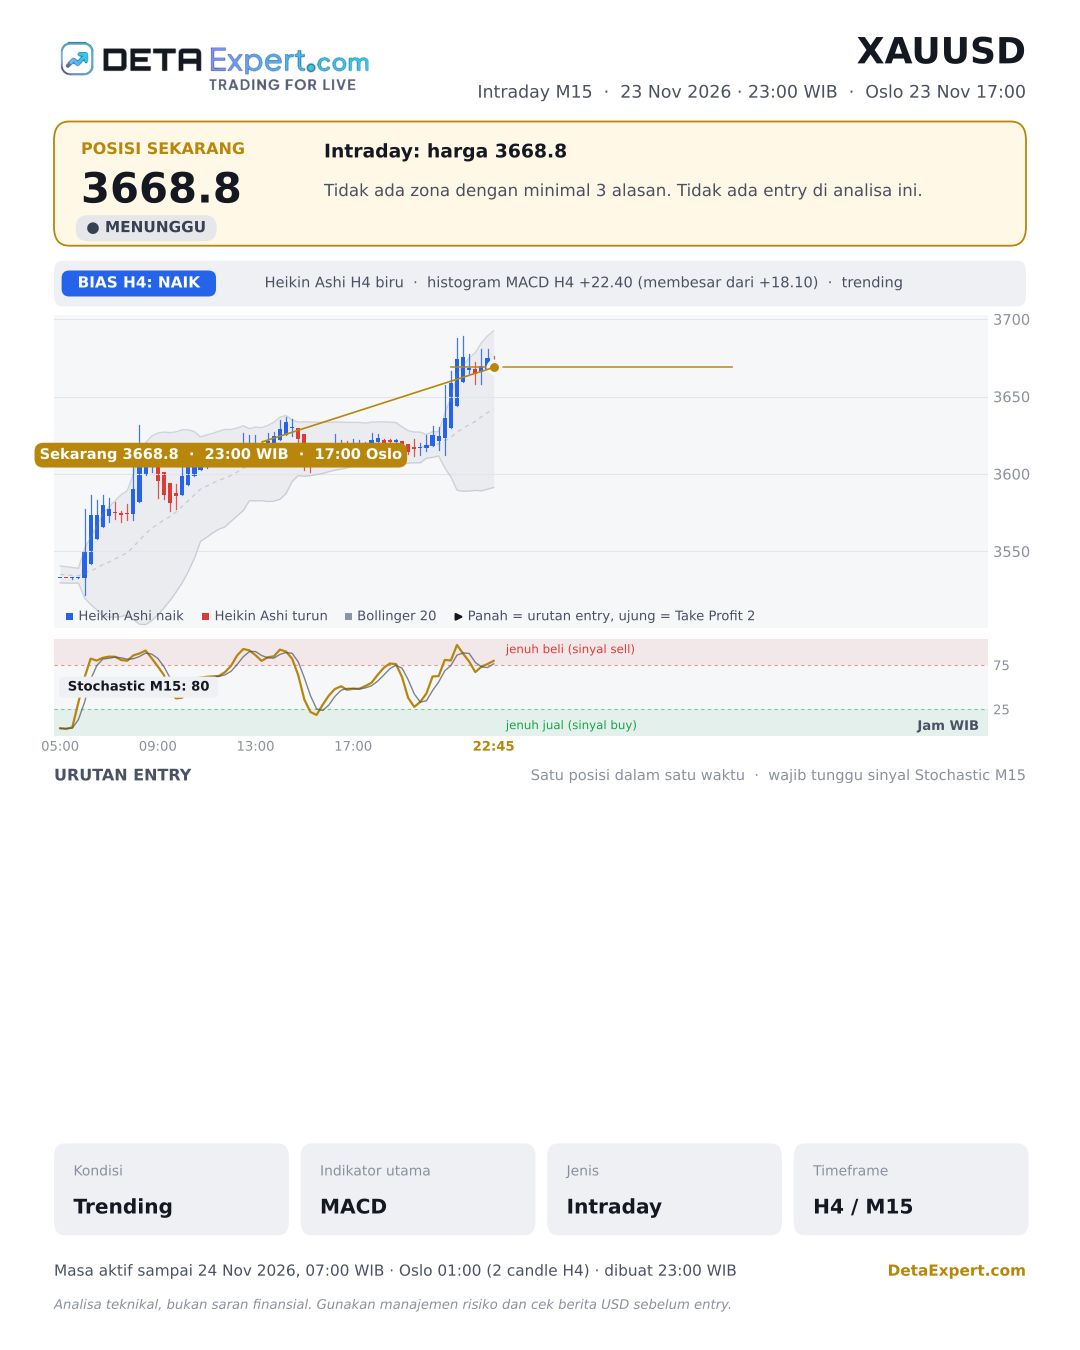 DETA Expert.com
TRADING FOR LIVE
XAUUSD
Intraday M15 · 23 Nov 2026 · 23:00 WIB · Oslo 23 Nov 17:00
POSISI SEKARANG
3668.8
● MENUNGGU
Intraday: harga 3668.8
Tidak ada zona dengan minimal 3 alasan. Tidak ada entry di analisa ini.
BIAS H4: NAIK
Heikin Ashi H4 biru · histogram MACD H4 +22.40 (membesar dari +18.10) · trending
3700
3650
3600
3550
Sekarang 3668.8 · 23:00 WIB · 17:00 Oslo
Heikin Ashi naik
Heikin Ashi turun
Bollinger 20
Panah = urutan entry, ujung = Take Profit 2
jenuh beli (sinyal sell)
75
Stochastic M15: 80
25
jenuh jual (sinyal buy)
Jam WIB
05:00 09:00 13:00 17:00 22:45
URUTAN ENTRY
Satu posisi dalam satu waktu · wajib tunggu sinyal Stochastic M15
Kondisi
Trending
Indikator utama
MACD
Jenis
Intraday
Timeframe
H4 / M15
Masa aktif sampai 24 Nov 2026, 07:00 WIB · Oslo 01:00 (2 candle H4) · dibuat 23:00 WIB
DetaExpert.com
Analisa teknikal, bukan saran finansial. Gunakan manajemen risiko dan cek berita USD sebelum entry.